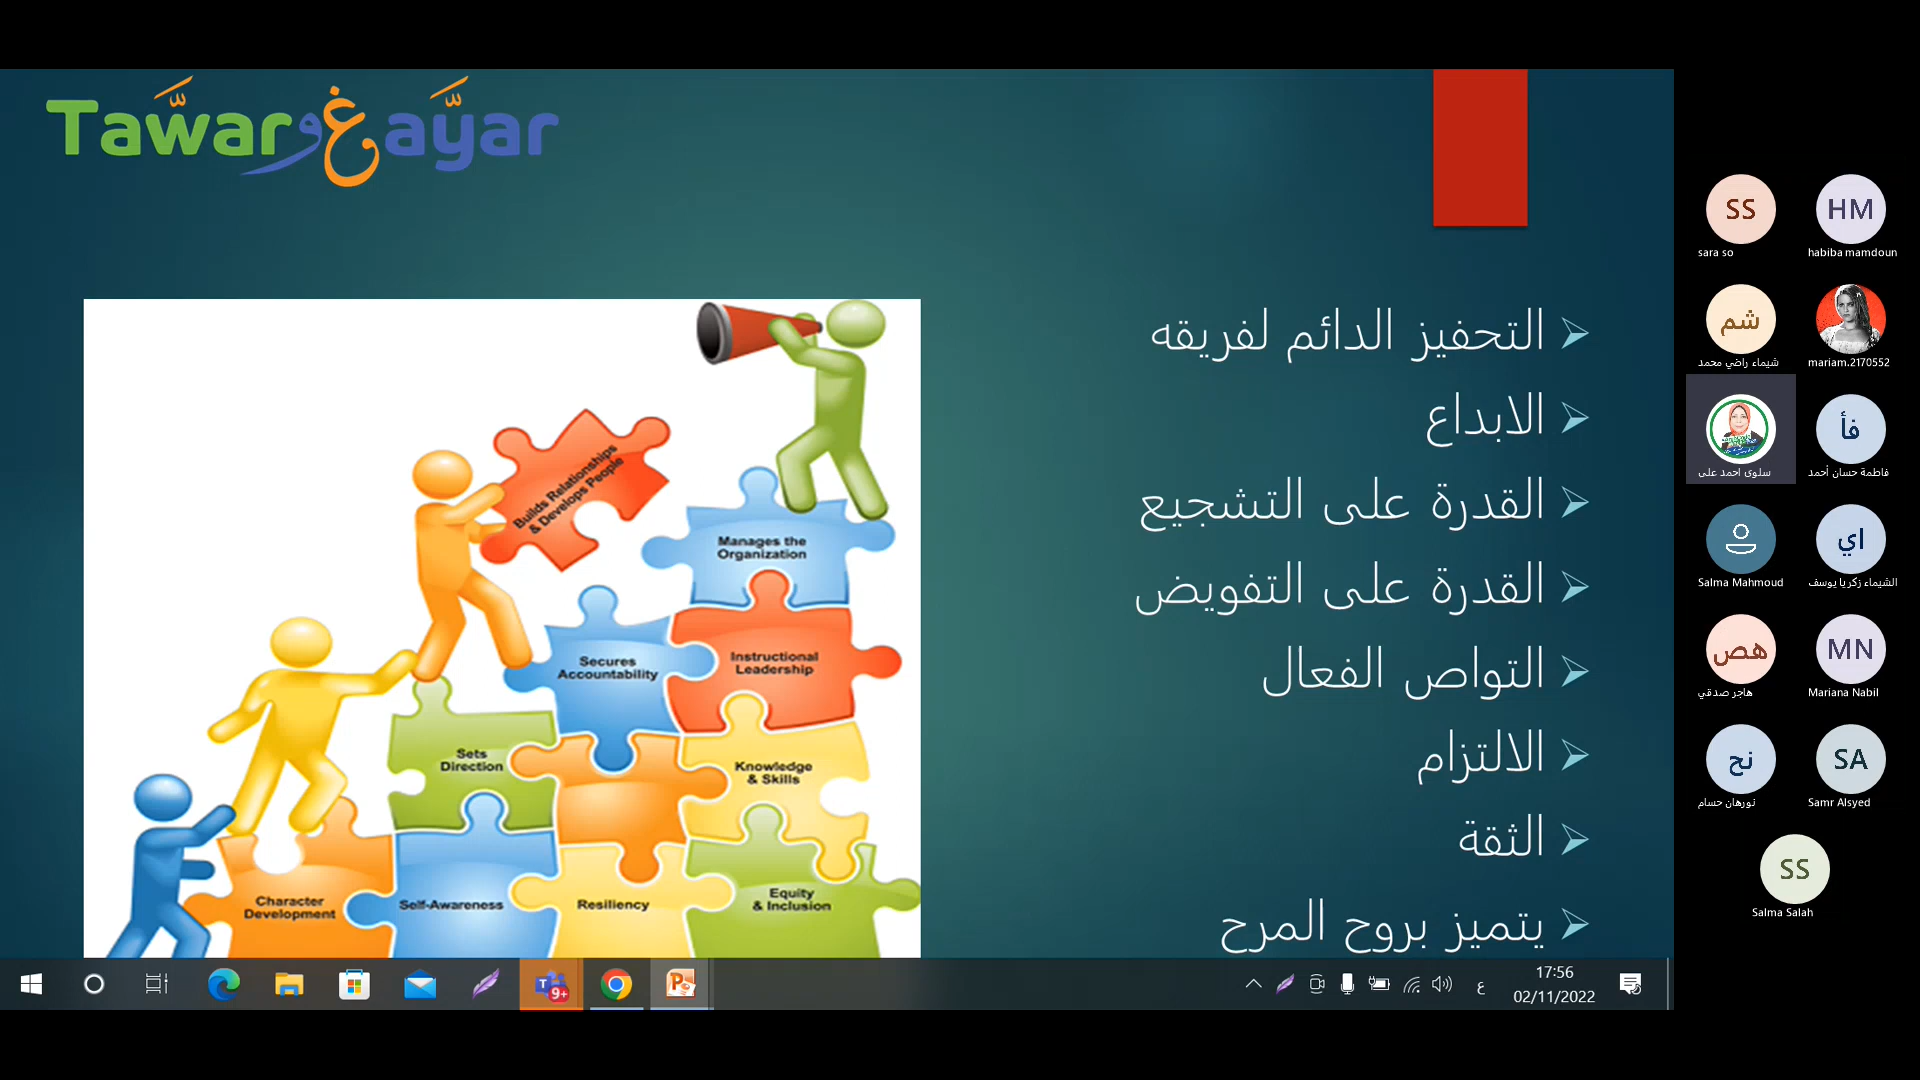 Tawar وغ ayar
التحفيز الدائم لفريقه
الابداع
القدرة على التشجيع
القدرة على التفويض
التواص الفعال
الالتزام
الثقة
يتميز بروح المرح
Builds Relationships
& Develops People
Manages the
Organization
Secures
Accountability
Instructional
Leadership
Sets
Direction
Knowledge
& Skills
Character
Development
Self-Awareness
Resiliency
Equity
& Inclusion
SS
sara so
HM
habiba mamdoun
شم
شيماء راضي محمد
mariam.2170552
سلوى احمد على
فأ
فاطمة حسان أحمد
Salma Mahmoud
اي
الشيماء زكريا يوسف
هص
هاجر صدقي
MN
Mariana Nabil
نح
نورهان حسام
SA
Samr Alsyed
SS
Salma Salah
9+
ع
17:56
02/11/2022